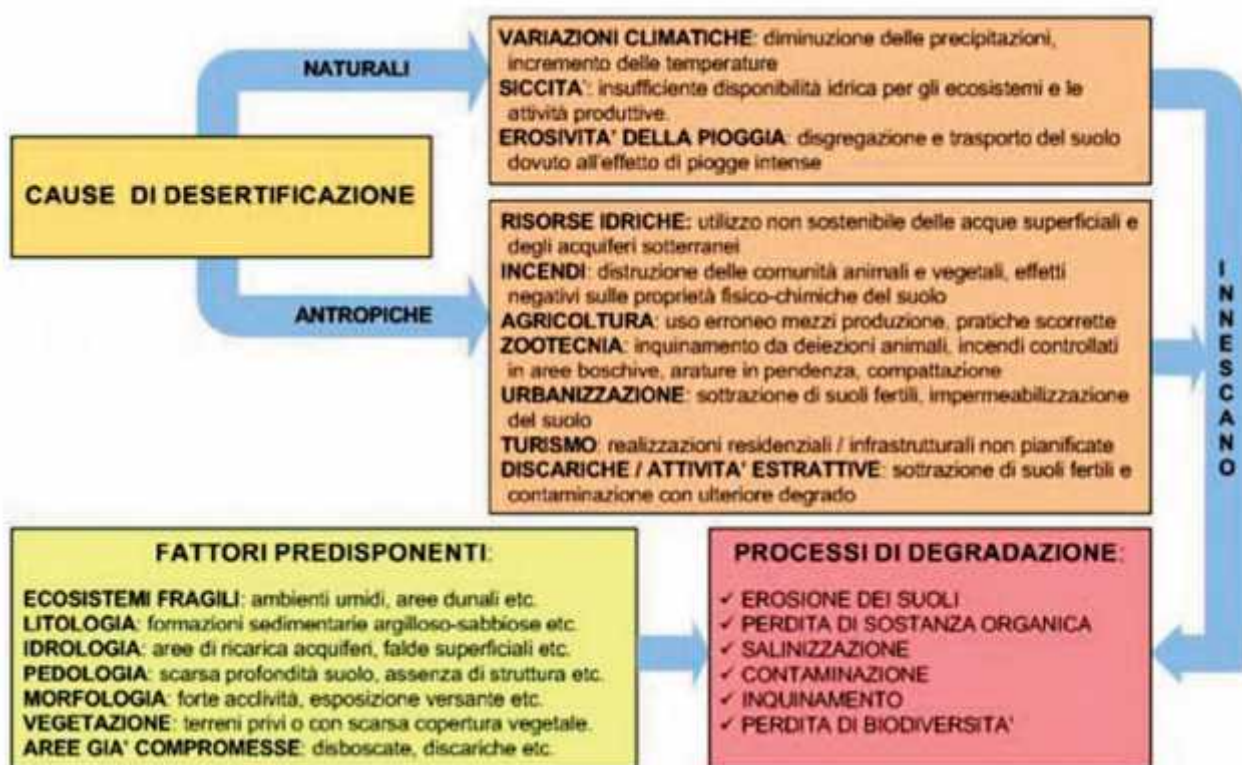 CAUSE DI DESERTIFICAZIONE
NATURALI
VARIAZIONI CLIMATICHE: diminuzione delle precipitazioni,
incremento delle temperature
SICCITA': insufficiente disponibilità idrica per gli ecosistemi e le
attività produttive.
EROSIVITA' DELLA PIOGGIA: disgregazione e trasporto del suolo
dovuto all'effetto di piogge intense
ANTROPICHE
RISORSE IDRICHE: utilizzo non sostenibile delle acque superficiali e
degli acquiferi sotterranei
INCENDI: distruzione delle comunità animali e vegetali, effetti
negativi sulle proprietà fisico-chimiche del suolo
AGRICOLTURA: uso erroneo mezzi produzione, pratiche scorrette
ZOOTECNIA: inquinamento da deiezioni animali, incendi controllati
in aree boschive, arature in pendenza, compattazione
URBANIZZAZIONE: sottrazione di suoli fertili, impermeabilizzazione
del suolo
TURISMO: realizzazioni residenziali / infrastrutturali non pianificate
DISCARICHE / ATTIVITA' ESTRATTIVE: sottrazione di suoli fertili e
contaminazione con ulteriore degrado
INNESCANO
FATTORI PREDISPONENTI:
ECOSISTEMI FRAGILI: ambienti umidi, aree dunali etc.
LITOLOGIA: formazioni sedimentarie argilloso-sabbiose etc.
IDROLOGIA: aree di ricarica acquiferi, falde superficiali etc.
PEDOLOGIA: scarsa profondità suolo, assenza di struttura etc.
MORFOLOGIA: forte acclività, esposizione versante etc.
VEGETAZIONE: terreni privi o con scarsa copertura vegetale.
AREE GIA' COMPROMESSE: disboscate, discariche etc.
PROCESSI DI DEGRADAZIONE:
✓ EROSIONE DEI SUOLI
✓ PERDITA DI SOSTANZA ORGANICA
✓ SALINIZZAZIONE
✓ CONTAMINAZIONE
✓ INQUINAMENTO
✓ PERDITA DI BIODIVERSITA'